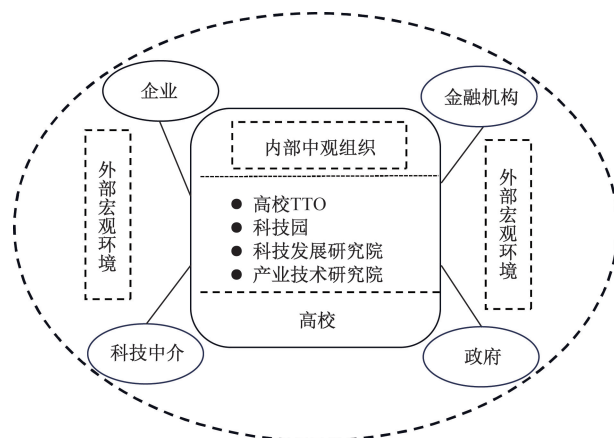 企业
金融机构
内部中观组织
外部宏观环境
外部宏观环境
● 高校TTO
● 科技园
● 科技发展研究院
● 产业技术研究院
高校
科技中介
政府